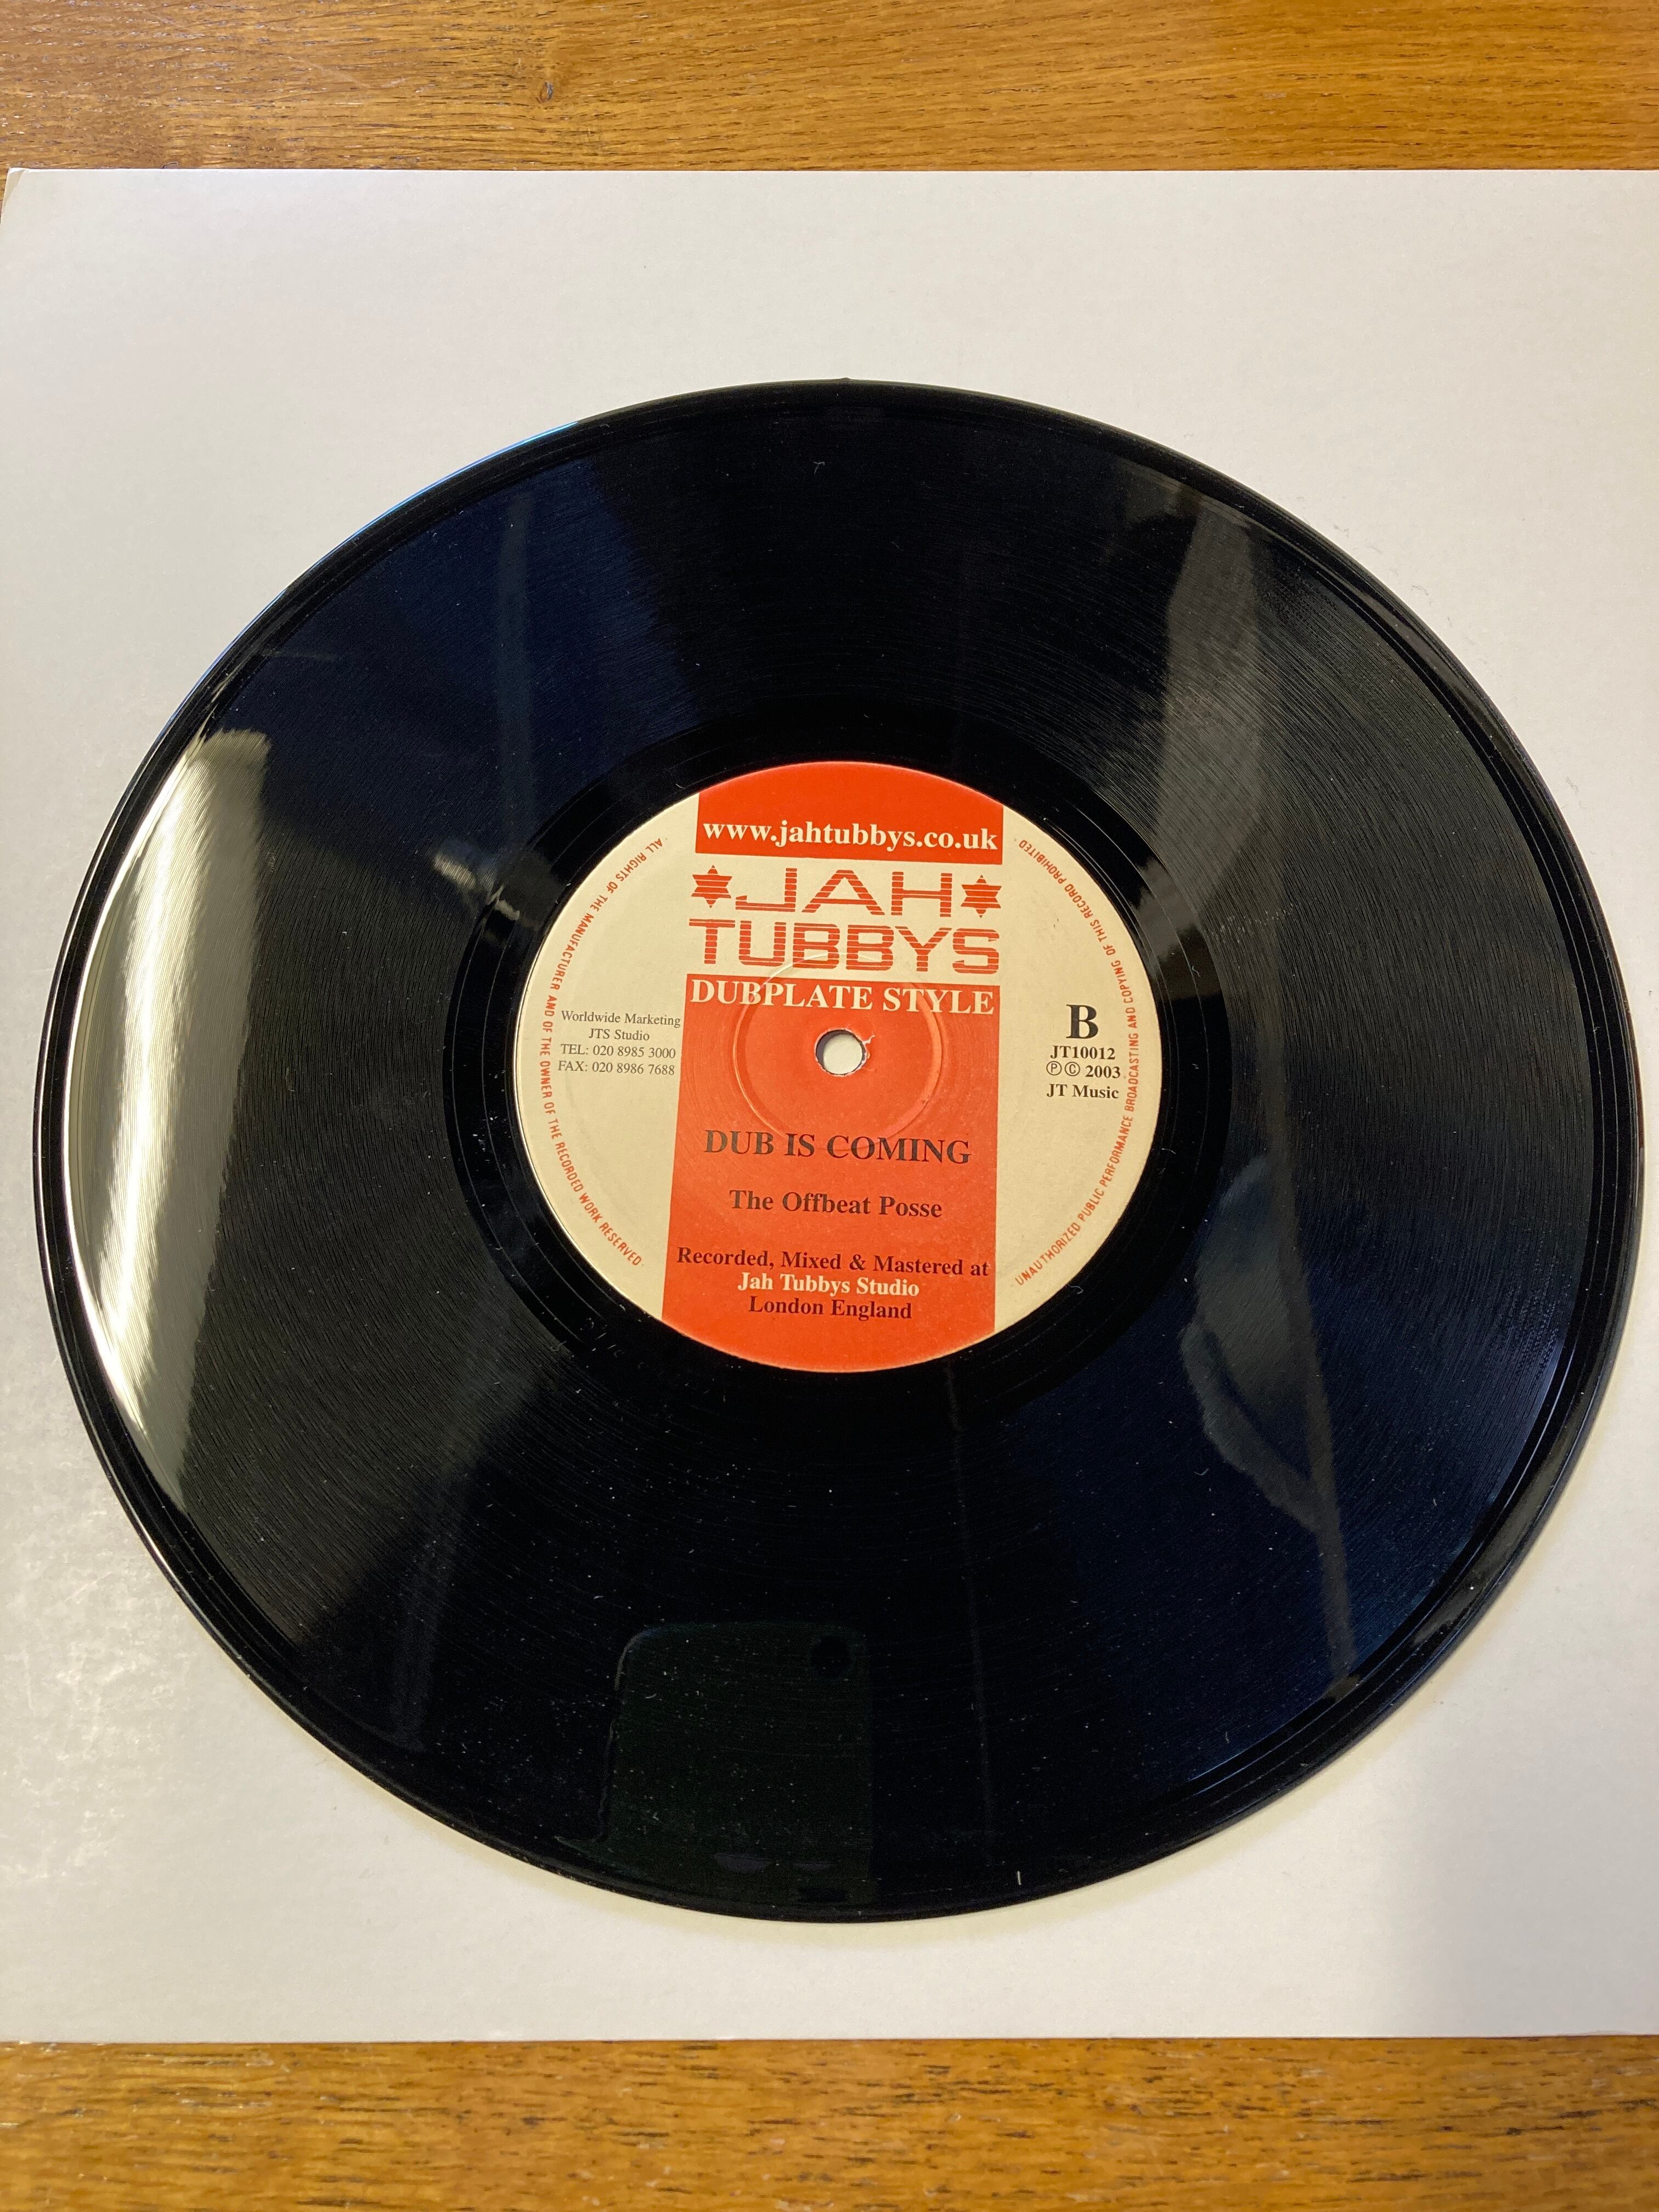 www.jahtubbys.co.uk
JAH
TUBBYS
DUBPLATE STYLE
Worldwide Marketing
JTS Studio
TEL: 020 8985 3000
FAX: 020 8986 7688
B
JT10012
Ⓟ © 2003
JT Music
DUB IS COMING
The Offbeat Posse
Recorded, Mixed & Mastered at
Jah Tubbys Studio
London England
ALL RIGHTS OF THE MANUFACTURER AND OF THE OWNER OF THE RECORDED WORK RESERVED
UNAUTHORIZED PUBLIC PERFORMANCE BROADCASTING AND COPYING OF THIS RECORD PROHIBITED